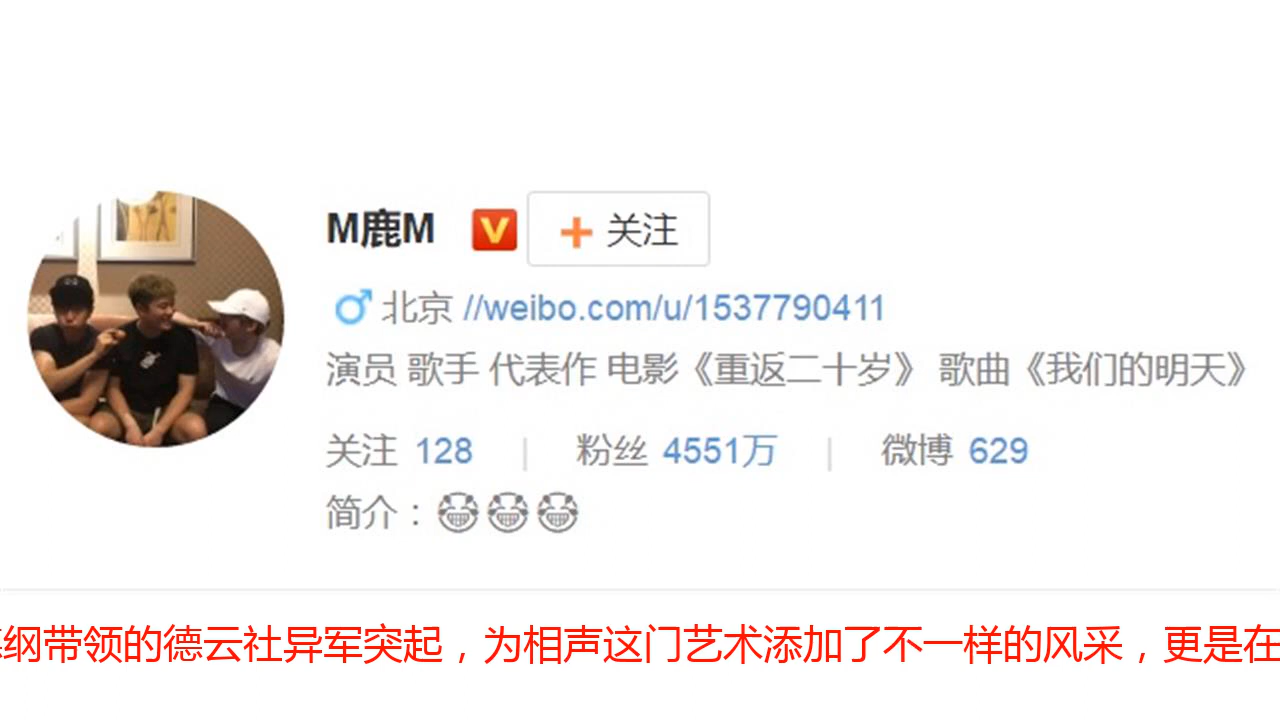 M鹿M V + 关注
♂ 北京 //weibo.com/u/1537790411
演员 歌手 代表作 电影《重返二十岁》 歌曲《我们的明天》
关注 128 | 粉丝 4551万 | 微博 629
简介：😂😂😂
纲带领的德云社异军突起，为相声这门艺术添加了不一样的风采，更是在